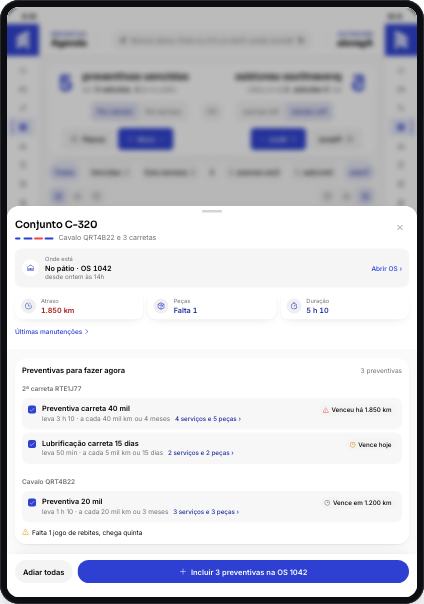 preventivas vencidas
Agenda
Conjunto C-320
Cavalo QRT4B22 e 3 carretas
Onde está
No pátio · OS 1042
desde ontem às 14h
Abrir OS ›
Atraso
1.850 km
Peças
Falta 1
Duração
5 h 10
Últimas manutenções ›
Preventivas para fazer agora
3 preventivas
2ª carreta RTE1J77
Preventiva carreta 40 mil
Venceu há 1.850 km
leva 3 h 10 · a cada 40 mil km ou 4 meses 4 serviços e 5 peças ›
Lubrificação carreta 15 dias
Vence hoje
leva 50 min · a cada 5 mil km ou 15 dias 2 serviços e 2 peças ›
Cavalo QRT4B22
Preventiva 20 mil
Vence em 1.200 km
leva 1 h 10 · a cada 20 mil km ou 3 meses 3 serviços e 3 peças ›
Falta 1 jogo de rebites, chega quinta
Adiar todas
+ Incluir 3 preventivas na OS 1042